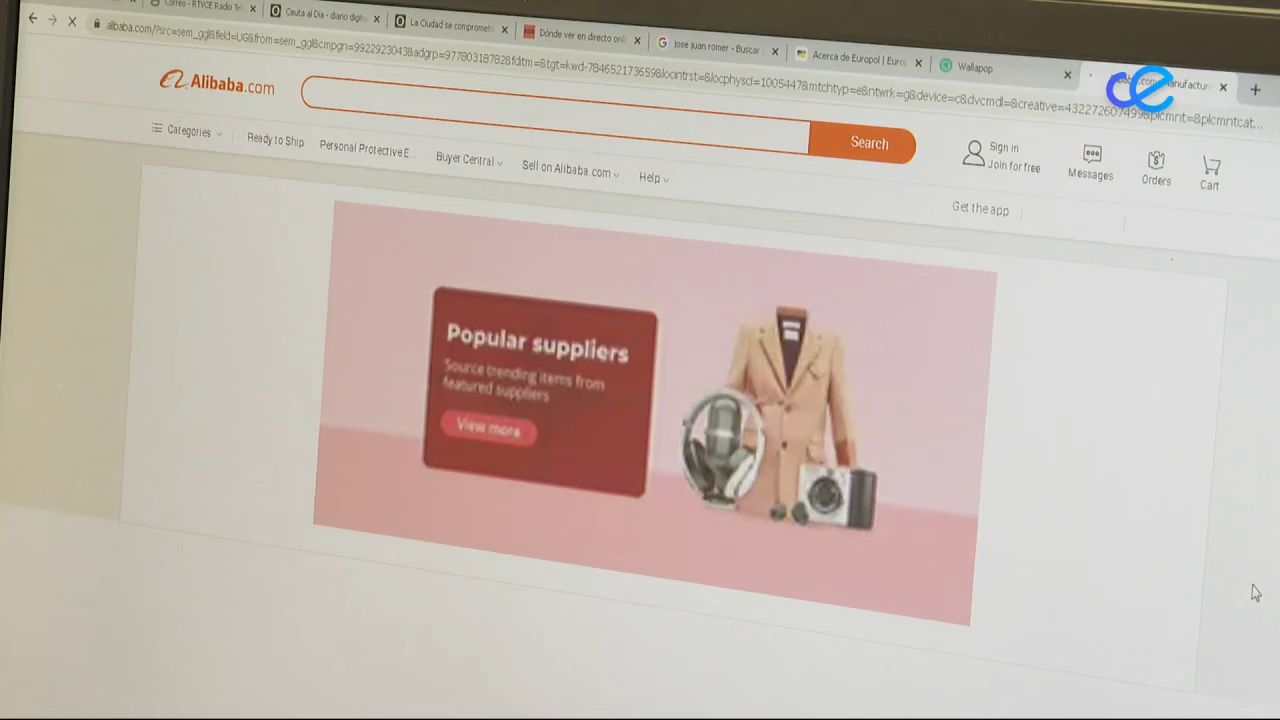 Correo - RTVCE Radio Te
Ceuta al Día - diario digit
La Ciudad se compromete
Dónde ver en directo onl
jose juan romer - Buscar
Acerca de Europol | Euro
Wallapop
Alibaba.com
Search
Sign in
Join for free
Messages
Orders
Cart
Categories
Ready to Ship
Personal Protective E...
Buyer Central
Sell on Alibaba.com
Help
Get the app
Popular suppliers
Source trending items from
featured suppliers
View more
ce